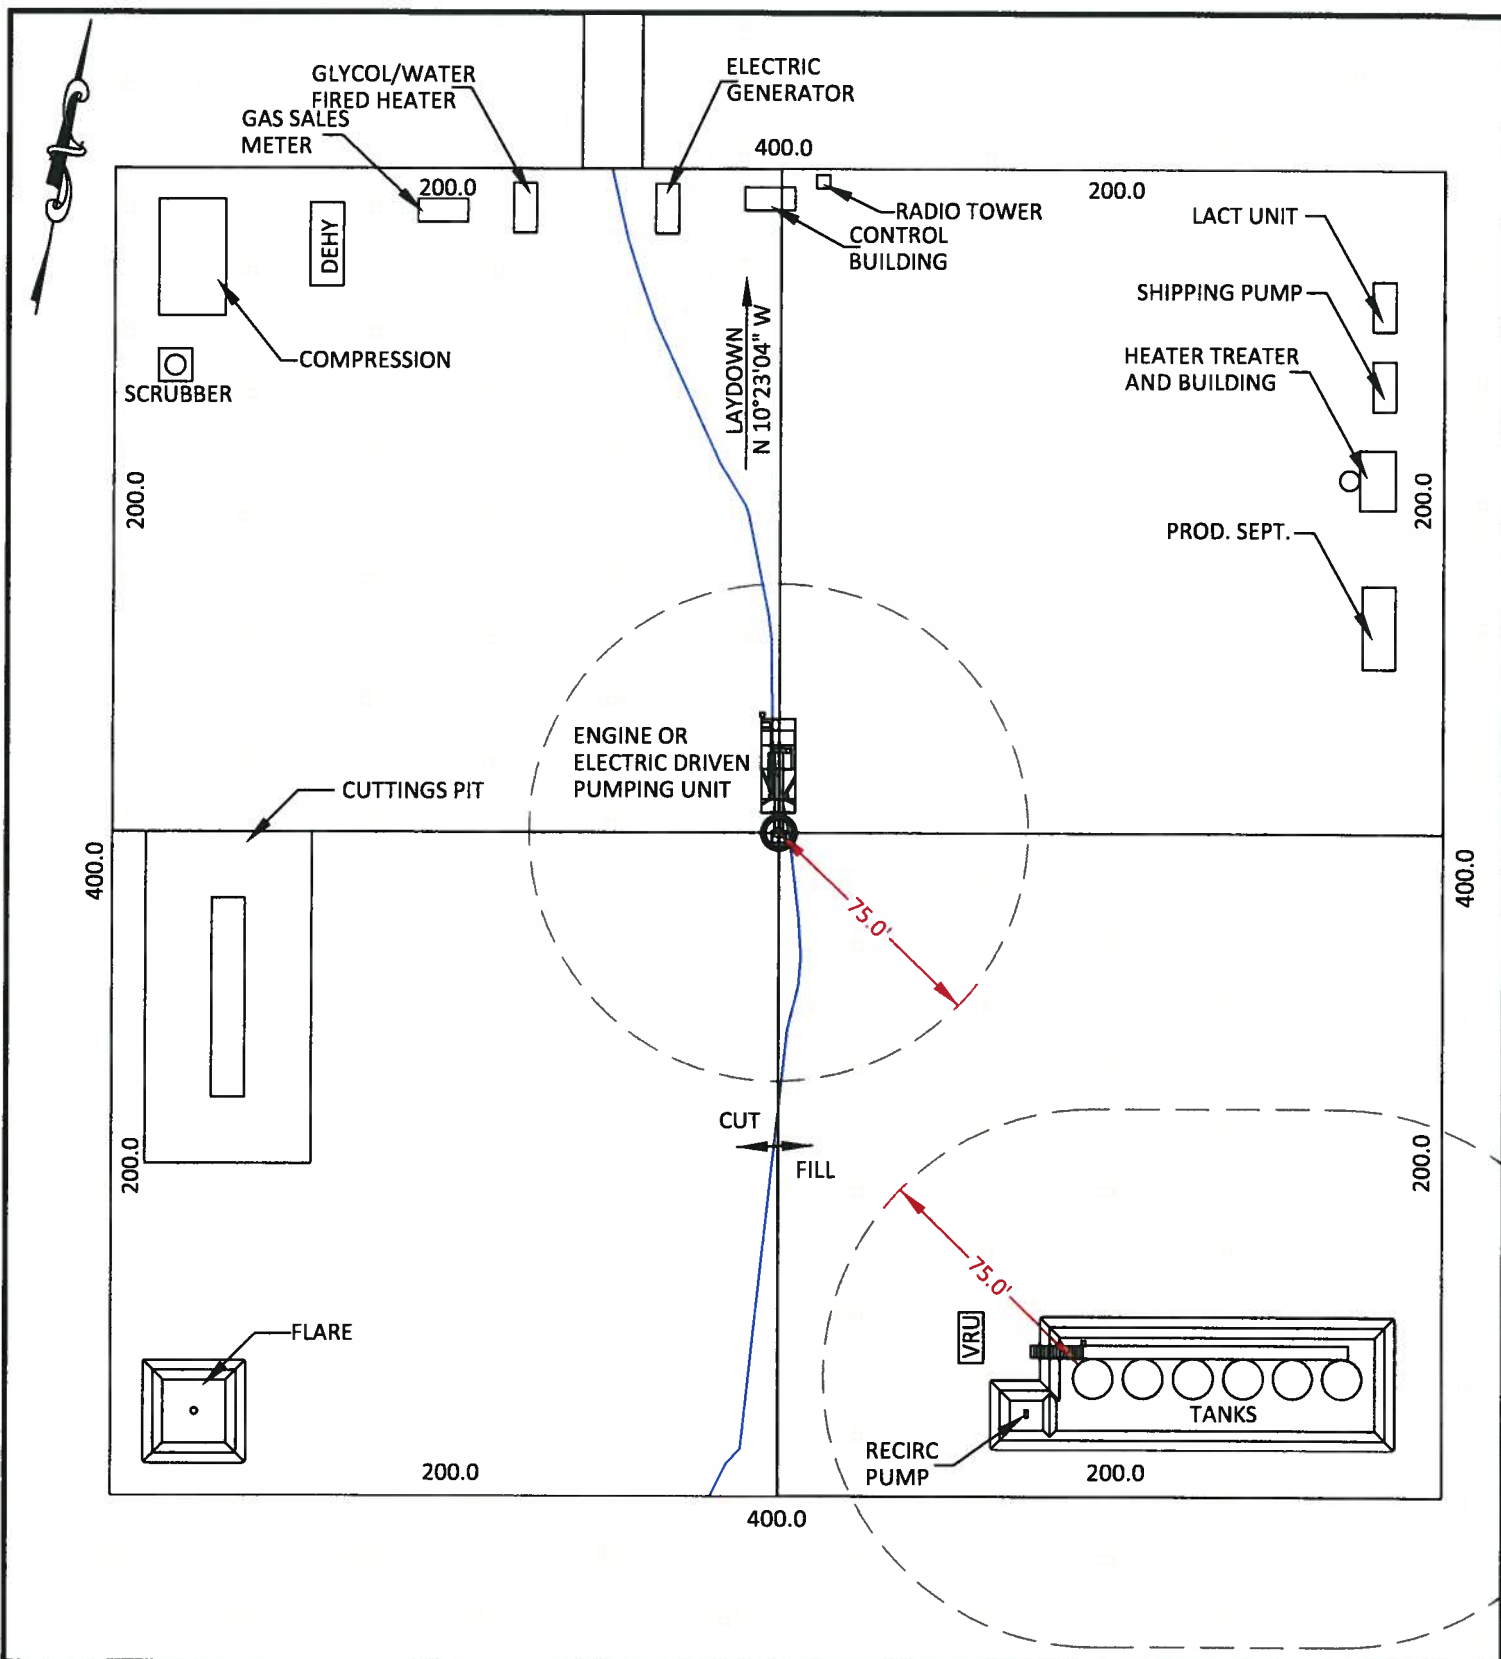 GLYCOL/WATER
FIRED HEATER
ELECTRIC
GENERATOR
GAS SALES
METER
400.0
200.0
200.0
RADIO TOWER
LACT UNIT
CONTROL
BUILDING
DEHY
SHIPPING PUMP
COMPRESSION
HEATER TREATER
AND BUILDING
SCRUBBER
LAYDOWN
N 10°23'04" W
200.0
200.0
PROD. SEPT.
ENGINE OR
ELECTRIC DRIVEN
PUMPING UNIT
CUTTINGS PIT
400.0
400.0
75.0'
CUT
FILL
200.0
200.0
75.0'
FLARE
VRU
TANKS
RECIRC
PUMP
200.0
200.0
400.0